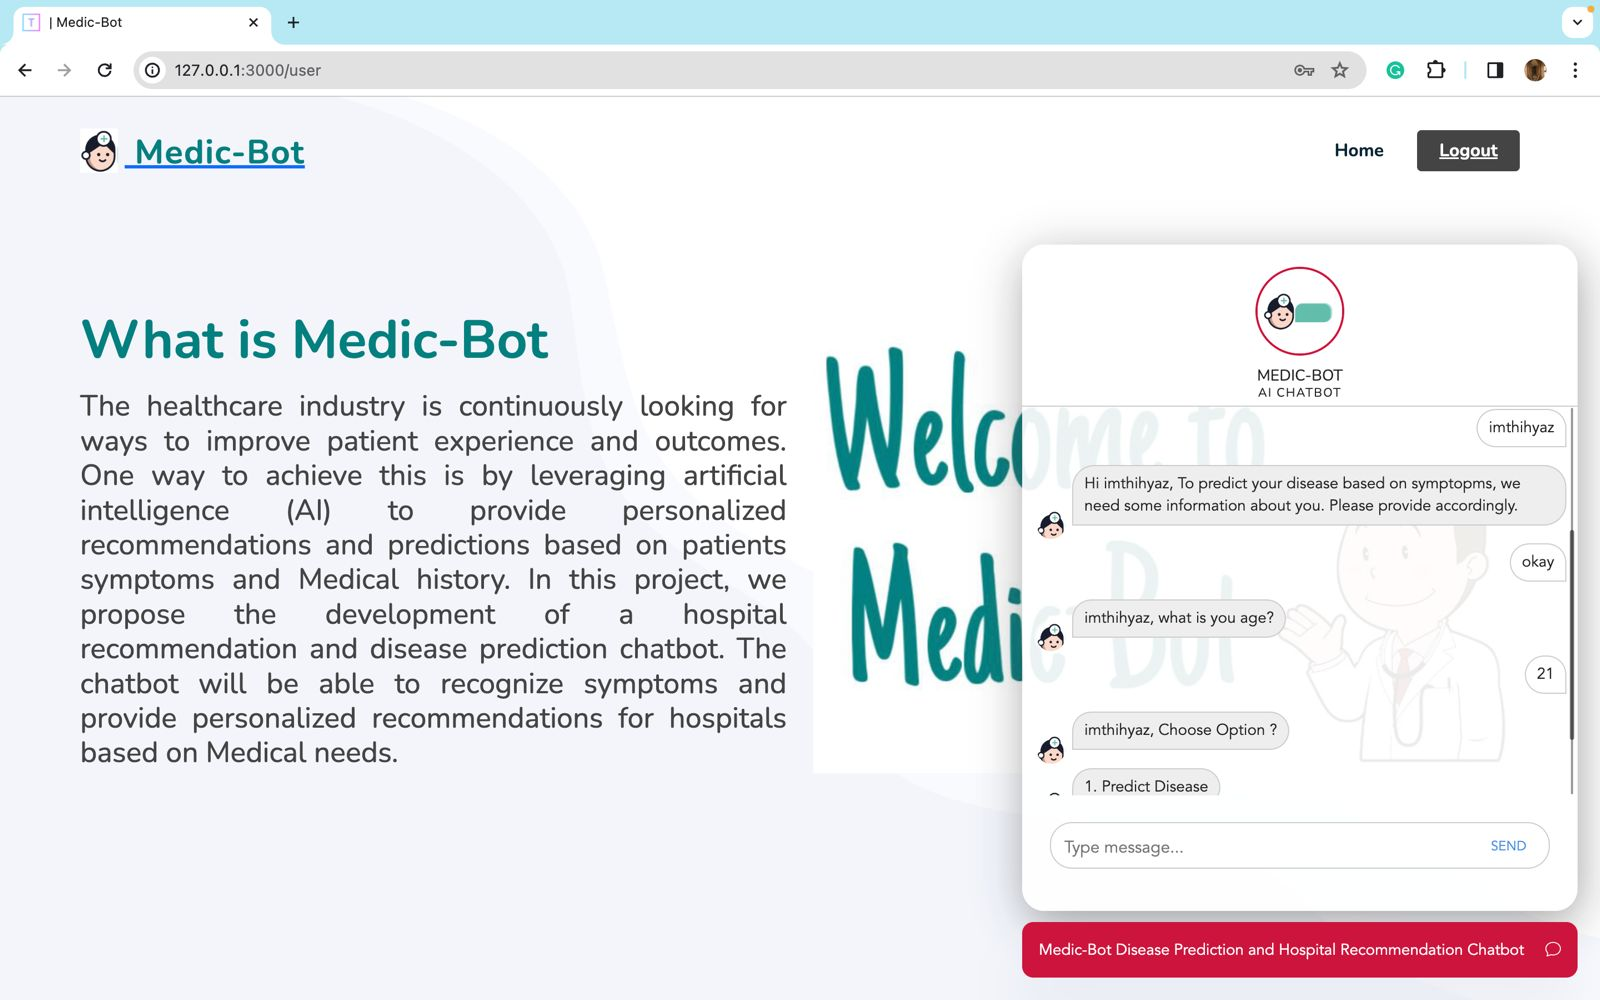 | Medic-Bot
127.0.0.1:3000/user
Medic-Bot
Home
Logout
What is Medic-Bot
The healthcare industry is continuously looking for
ways to improve patient experience and outcomes.
One way to achieve this is by leveraging artificial
intelligence (AI) to provide personalized
recommendations and predictions based on patients
symptoms and Medical history. In this project, we
propose the development of a hospital
recommendation and disease prediction chatbot. The
chatbot will be able to recognize symptoms and
provide personalized recommendations for hospitals
based on Medical needs.
Welcome to
Medic Bot
MEDIC-BOT
AI CHATBOT
imthihyaz
Hi imthihyaz, To predict your disease based on symptopms, we
need some information about you. Please provide accordingly.
okay
imthihyaz, what is you age?
21
imthihyaz, Choose Option ?
1. Predict Disease
Type message...
SEND
Medic-Bot Disease Prediction and Hospital Recommendation Chatbot